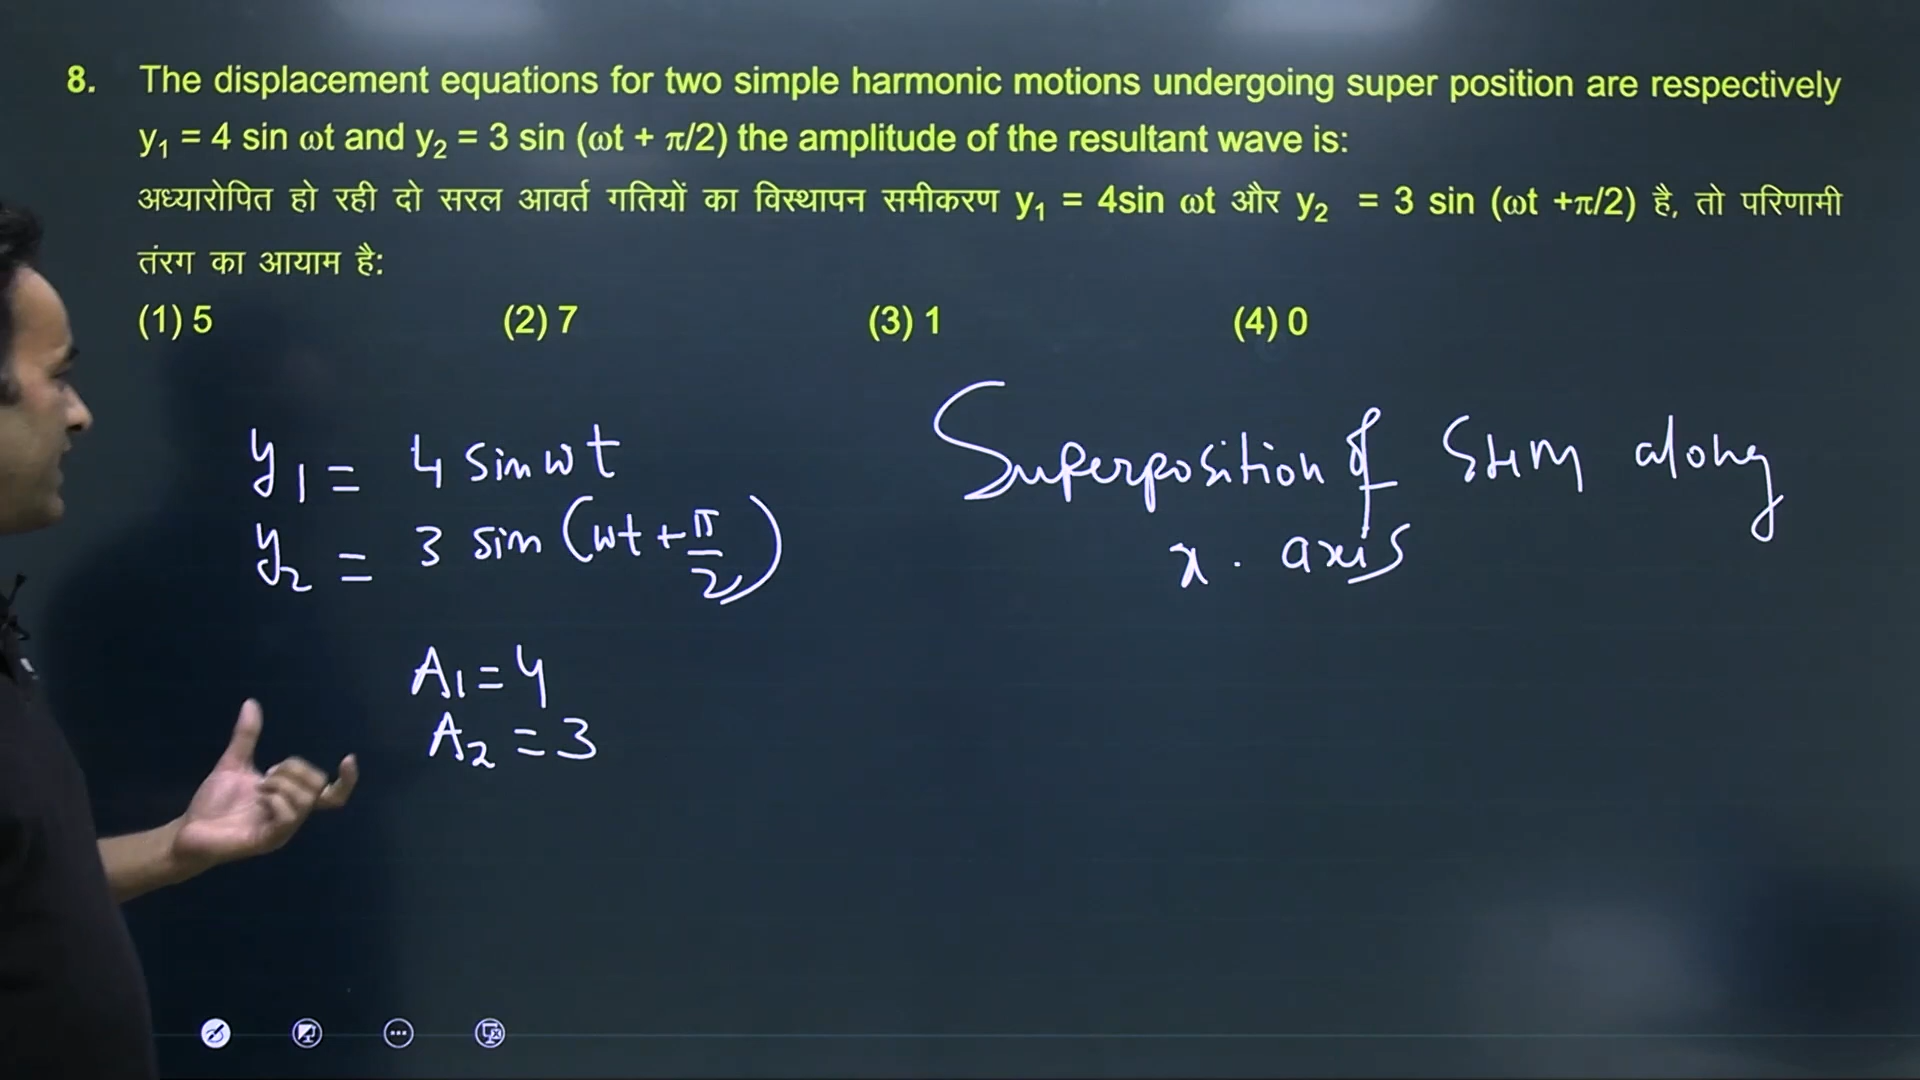 8. The displacement equations for two simple harmonic motions undergoing super position are respectively
y₁ = 4 sin ωt and y₂ = 3 sin (ωt + π/2) the amplitude of the resultant wave is:
अध्यारोपित हो रही दो सरल आवर्त गतियों का विस्थापन समीकरण y₁ = 4sin ωt और y₂ = 3 sin (ωt +π/2) है, तो परिणामी
तंरग का आयाम है:
(1) 5 (2) 7 (3) 1 (4) 0
y₁ = 4 sin ωt
y₂ = 3 sin (ωt + π/2)
A₁ = 4
A₂ = 3
Superposition of SHM along
x. axis